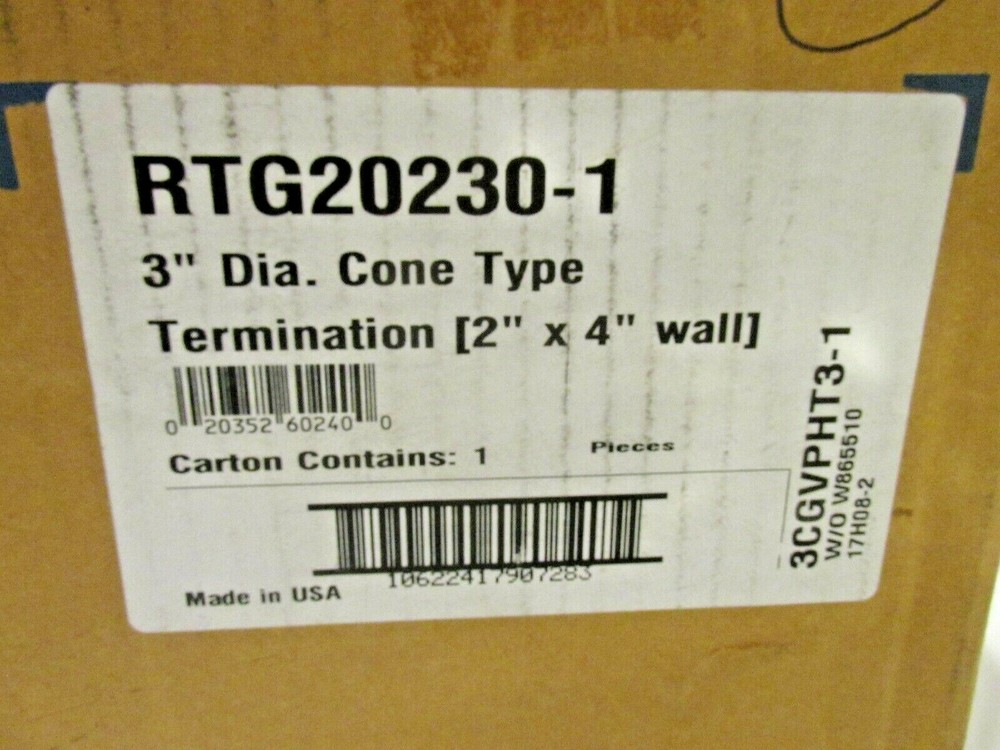 RTG20230-1
3" Dia. Cone Type
Termination [2" x 4" wall]
0 20352 60240 0
Carton Contains: 1 Pieces
10622417907283
Made in USA
3CGVPHT3-1
W/O W865510
17H08-2